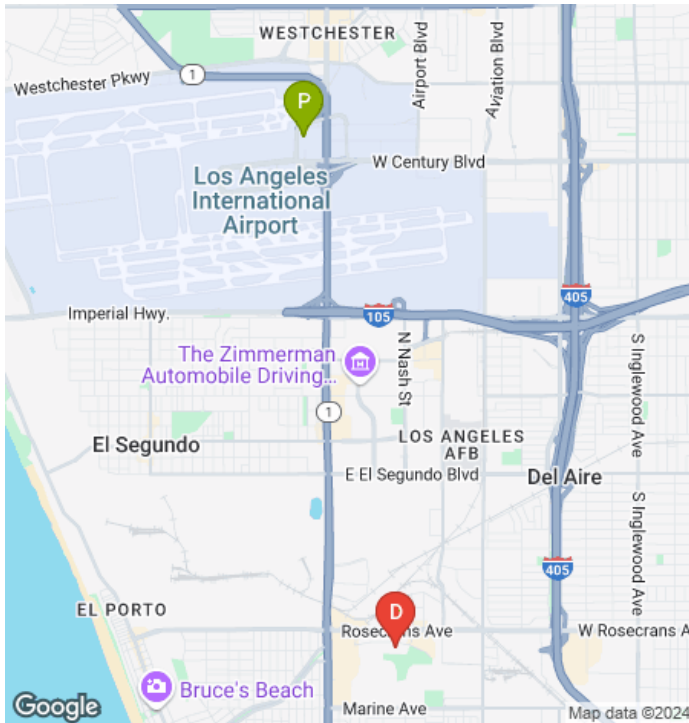 WESTCHESTER
Westchester Pkwy
1
Airport Blvd
Aviation Blvd
P
W Century Blvd
Los Angeles
International
Airport
405
Imperial Hwy.
105
The Zimmerman
Automobile Driving...
N Nash St
S Inglewood Ave
1
El Segundo
LOS ANGELES
AFB
E El Segundo Blvd
Del Aire
S Inglewood Ave
405
D
EL PORTO
Rosecrans Ave
W Rosecrans A
Bruce's Beach
Google
Marine Ave
Map data ©2024